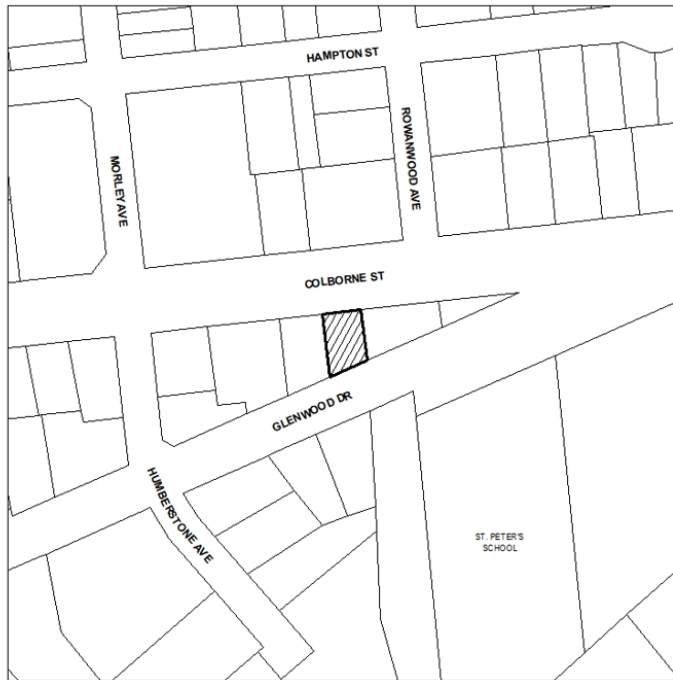 HAMPTON ST
ROWANWOOD AVE
MORLEY AVE
COLBORNE ST
GLENWOOD DR
HUMBERSTONE AVE
ST. PETER'S
SCHOOL